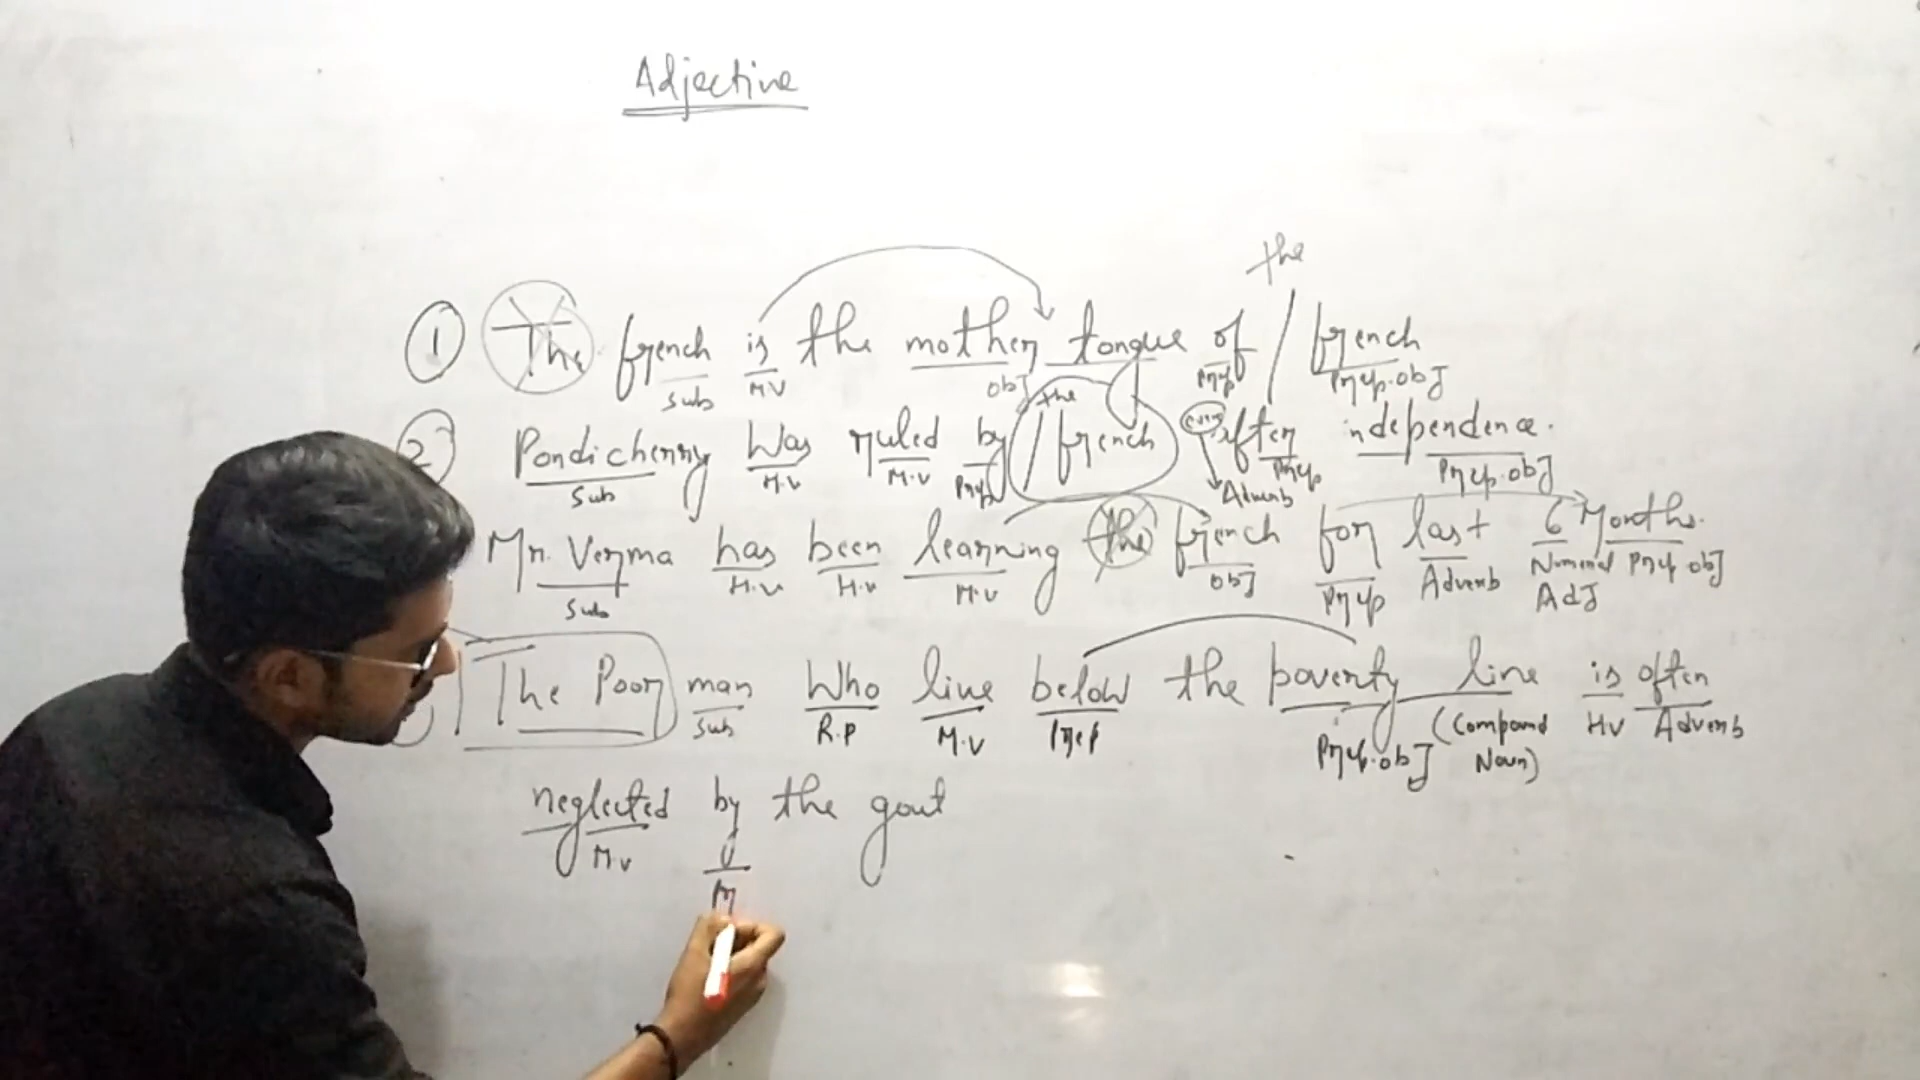 Adjective
the
① The french is the mother tongue of / french
Sub MV obj Prep Prep.obj
the even
② Pondicherry was ruled by / french after independence.
Sub H.V M.V Prep Adverb Prep Prep.obj
Mr. Verma has been learning the french for last 6 Months.
Sub H.V H.V M.V obj Prep Adverb Numeral Adj Prep obj
The Poor man who live below the poverty line is often
Sub R.P M.V Prep Prep.obj (Compound Noun) HV Adverb
neglected by the govt
M.V